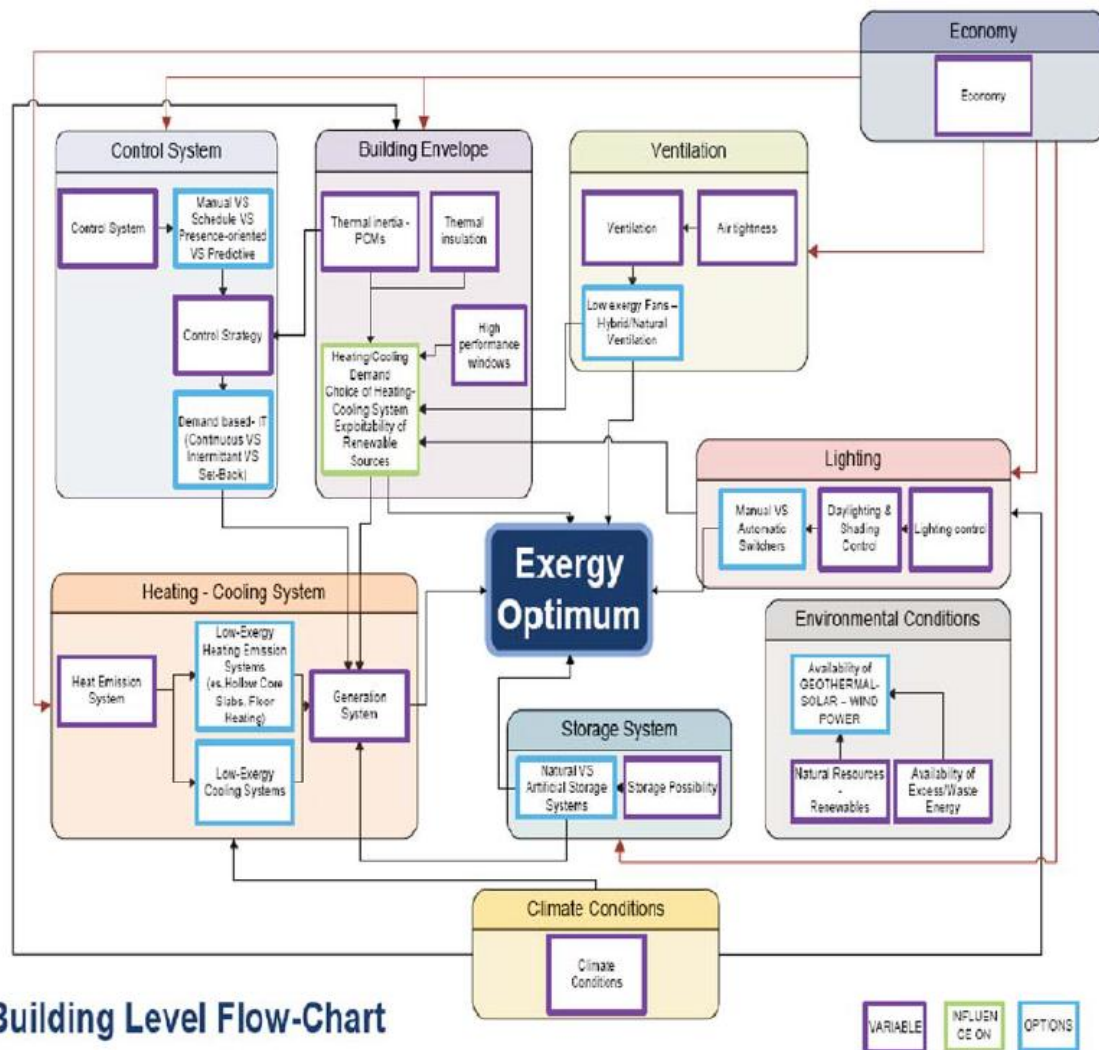 Economy
Economy
Control System
Control System
Manual VS
Schedule VS
Presence-oriented
VS Predictive
Control Strategy
Demand based- IT
(Continuous VS
Intermittant VS
Set-Back)
Building Envelope
Thermal inertia -
PCMs
Thermal
insulation
High
performance
windows
Heating/Cooling
Demand
Choice of Heating-
Cooling System
Exploitability of
Renewable
Sources
Ventilation
Ventilation
Air tightness
Low exergy Fans –
Hybrid/Natural
Ventilation
Lighting
Manual VS
Automatic
Switchers
Daylighting &
Shading
Control
Lighting control
Exergy
Optimum
Heating - Cooling System
Heat Emission
System
Low-Exergy
Heating Emission
Systems
(es.Hollow Core
Slabs, Floor
Heating)
Low-Exergy
Cooling Systems
Generation
System
Environmental Conditions
Availability of
GEOTHERMAL-
SOLAR – WIND
POWER
Natural Resources
-
Renewables
Availability of
Excess/Waste
Energy
Storage System
Natural VS
Artificial Storage
Systems
Storage Possibility
Climate Conditions
Climate
Conditions
Building Level Flow-Chart
VARIABLE
INFLUEN
CE ON
OPTIONS